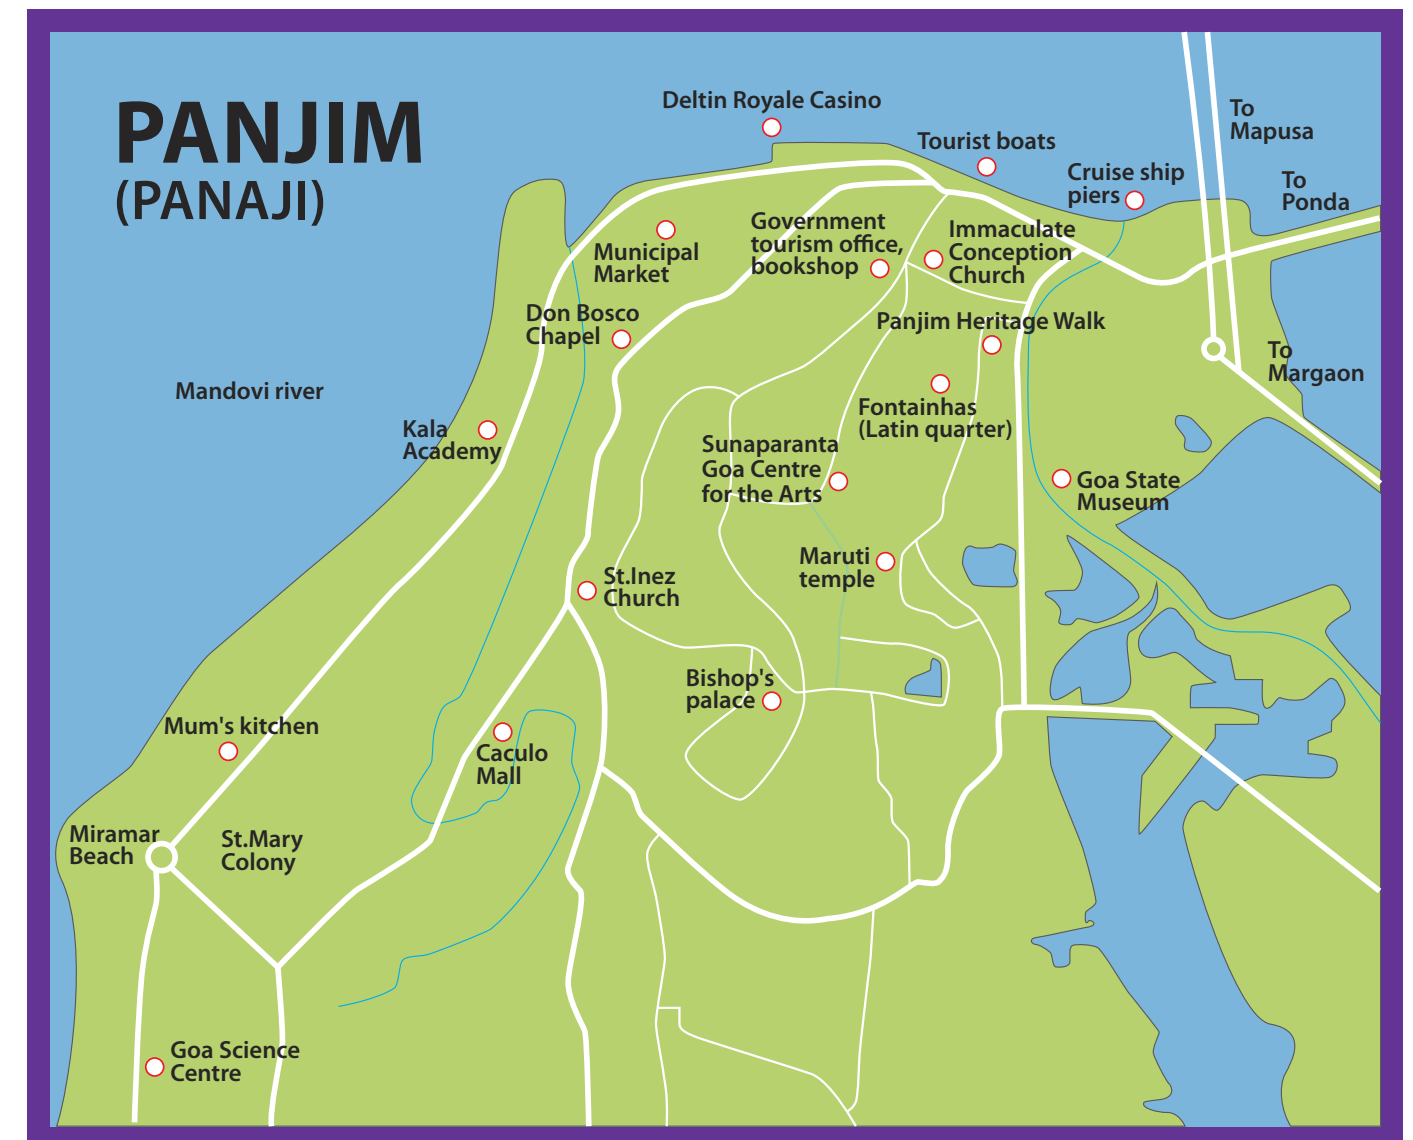 PANJIM
(PANAJI)
Deltin Royale Casino
Tourist boats
Cruise ship
piers
To
Mapusa
To
Ponda
Municipal
Market
Government
tourism office,
bookshop
Immaculate
Conception
Church
Don Bosco
Chapel
Panjim Heritage Walk
To
Margaon
Mandovi river
Kala
Academy
Fontainhas
(Latin quarter)
Sunaparanta
Goa Centre
for the Arts
Goa State
Museum
Maruti
temple
St.Inez
Church
Bishop's
palace
Mum's kitchen
Caculo
Mall
Miramar
Beach
St.Mary
Colony
Goa Science
Centre